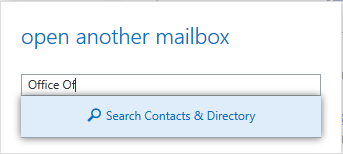 open another mailbox
Office Of
Search Contacts & Directory